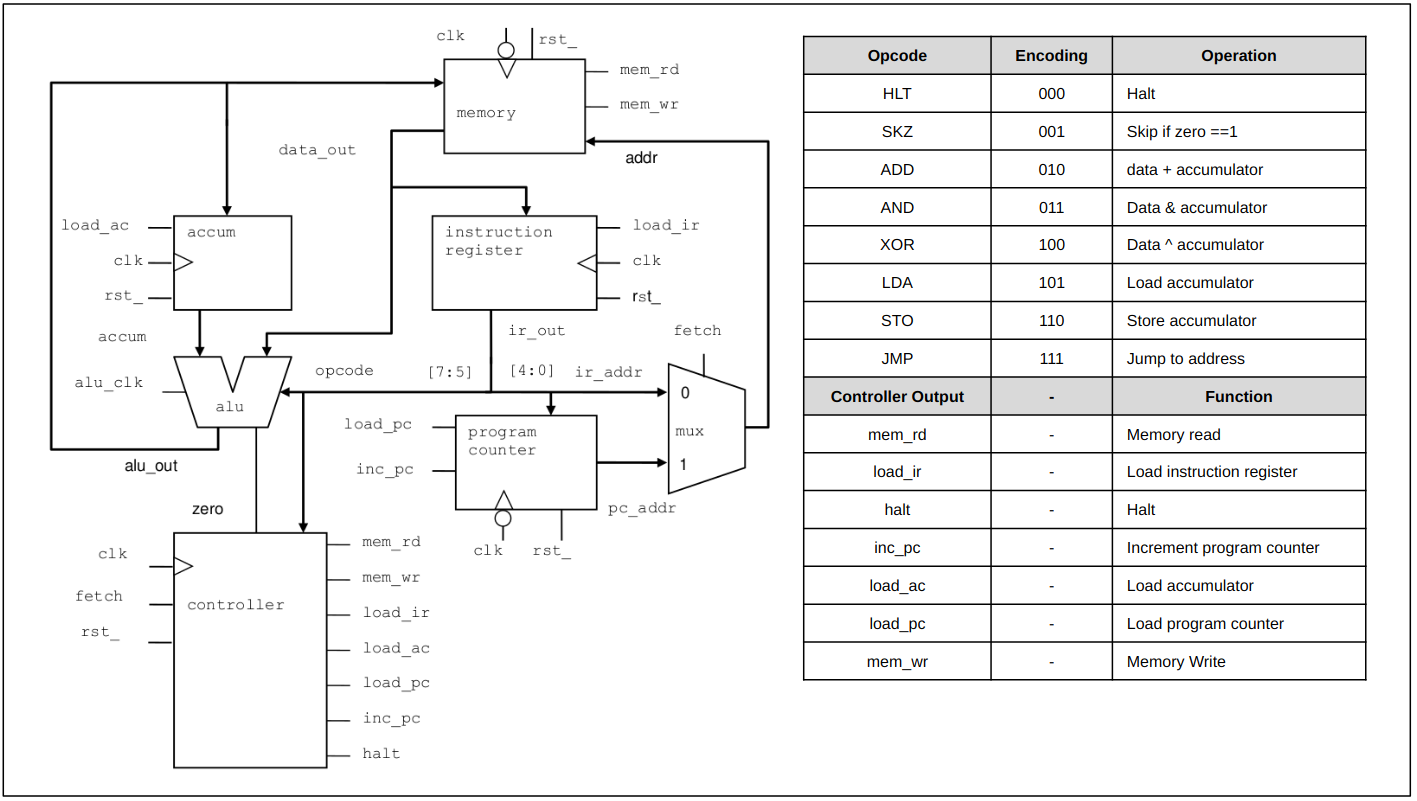 clk
rst_
mem_rd
mem_wr
memory
data_out
addr
load_ac
clk
rst_
accum
instruction
register
load_ir
clk
rst_
accum
ir_out
fetch
alu_clk
alu
opcode
[7:5]
[4:0]
ir_addr
0
mux
1
load_pc
inc_pc
program
counter
pc_addr
clk
rst_
alu_out
zero
clk
fetch
rst_
controller
mem_rd
mem_wr
load_ir
load_ac
load_pc
inc_pc
halt
Opcode Encoding Operation
HLT 000 Halt
SKZ 001 Skip if zero ==1
ADD 010 data + accumulator
AND 011 Data & accumulator
XOR 100 Data ^ accumulator
LDA 101 Load accumulator
STO 110 Store accumulator
JMP 111 Jump to address
Controller Output - Function
mem_rd - Memory read
load_ir - Load instruction register
halt - Halt
inc_pc - Increment program counter
load_ac - Load accumulator
load_pc - Load program counter
mem_wr - Memory Write